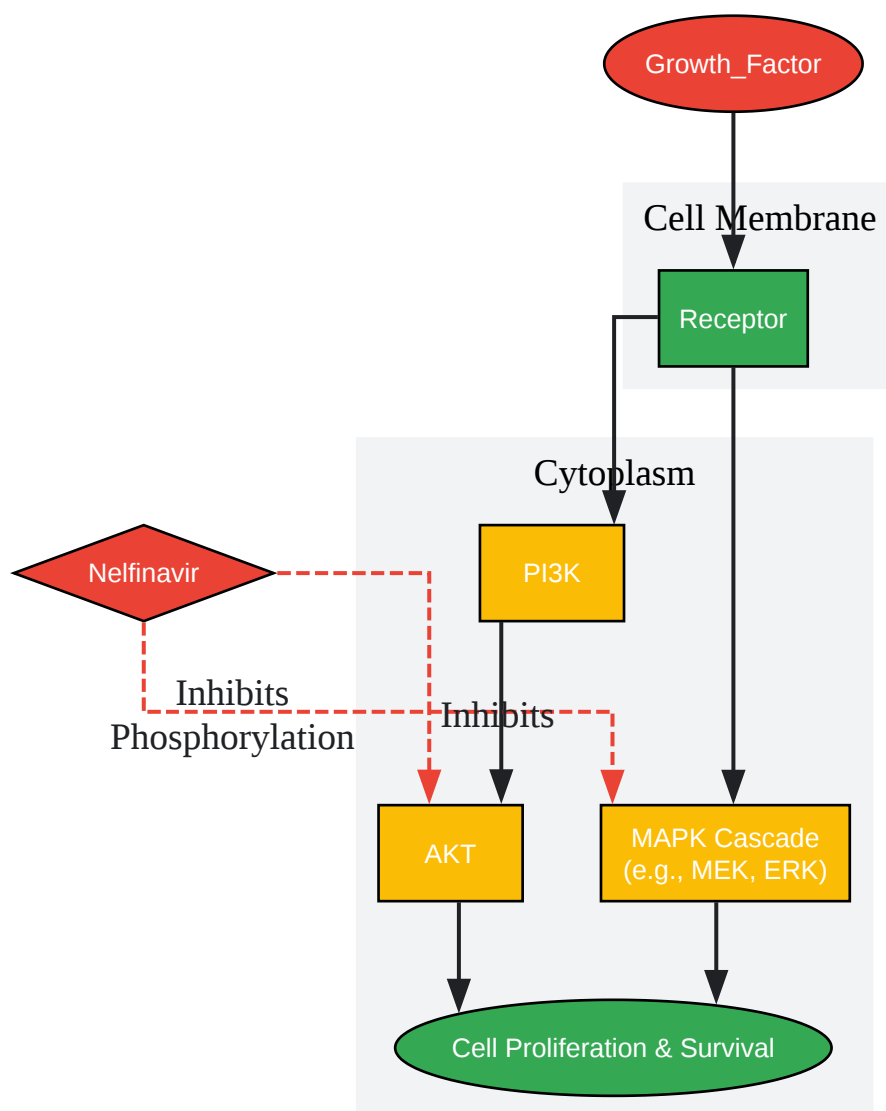 Growth_Factor
Cell Membrane
Receptor
Cytoplasm
Nelfinavir
PI3K
Inhibits
Phosphorylation
Inhibits
AKT
MAPK Cascade
(e.g., MEK, ERK)
Cell Proliferation & Survival